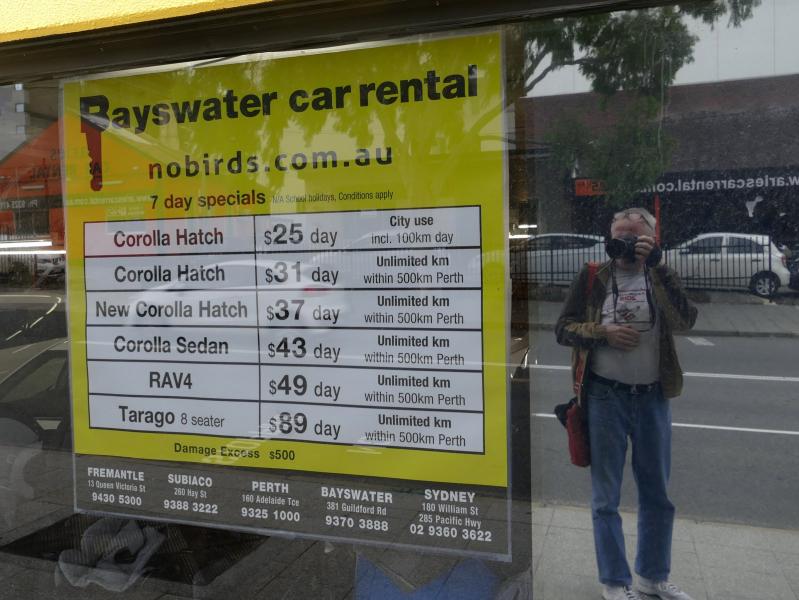 Bayswater car rental
nobirds.com.au
7 day specials N/A School holidays, Conditions apply
Corolla Hatch $25 day City use incl. 100km day
Corolla Hatch $31 day Unlimited km within 500km Perth
New Corolla Hatch $37 day Unlimited km within 500km Perth
Corolla Sedan $43 day Unlimited km within 500km Perth
RAV4 $49 day Unlimited km within 500km Perth
Tarago 8 seater $89 day Unlimited km within 500km Perth
Damage Excess $500
FREMANTLE
13 Queen Victoria St
9430 5300
SUBIACO
260 Hay St
9388 3222
PERTH
160 Adelaide Tce
9325 1000
BAYSWATER
381 Guildford Rd
9370 3888
SYDNEY
180 William St
285 Pacific Hwy
02 9360 3622
www.ariescarrental.com